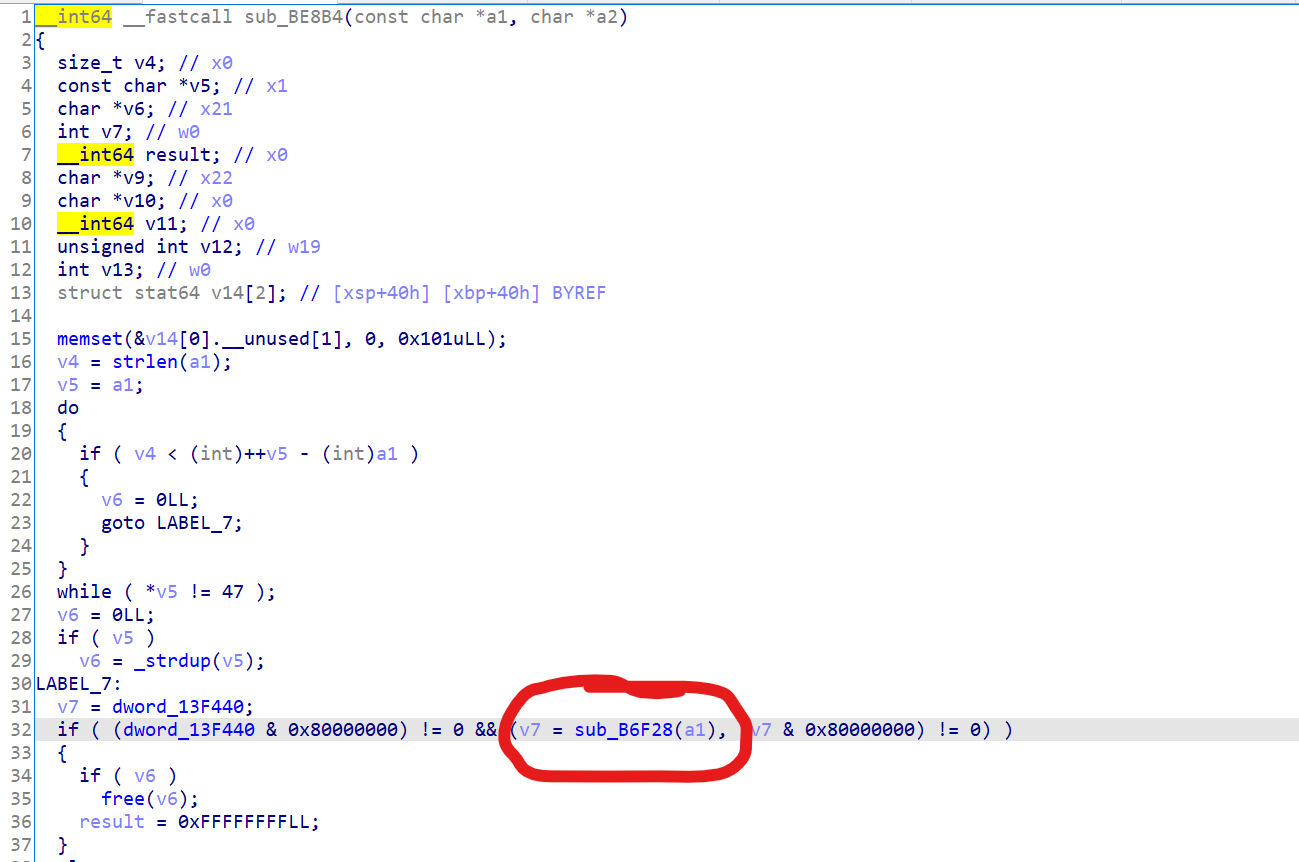 1 __int64 __fastcall sub_BE8B4(const char *a1, char *a2)
2 {
3 size_t v4; // x0
4 const char *v5; // x1
5 char *v6; // x21
6 int v7; // w0
7 __int64 result; // x0
8 char *v9; // x22
9 char *v10; // x0
10 __int64 v11; // x0
11 unsigned int v12; // w19
12 int v13; // w0
13 struct stat64 v14[2]; // [xsp+40h] [xbp+40h] BYREF
14
15 memset(&v14[0].__unused[1], 0, 0x101uLL);
16 v4 = strlen(a1);
17 v5 = a1;
18 do
19 {
20 if ( v4 < (int)++v5 - (int)a1 )
21 {
22 v6 = 0LL;
23 goto LABEL_7;
24 }
25 }
26 while ( *v5 != 47 );
27 v6 = 0LL;
28 if ( v5 )
29 v6 = _strdup(v5);
30 LABEL_7:
31 v7 = dword_13F440;
32 if ( (dword_13F440 & 0x80000000) != 0 && (v7 = sub_B6F28(a1), v7 & 0x80000000) != 0) )
33 {
34 if ( v6 )
35 free(v6);
36 result = 0xFFFFFFFFLL;
37 }